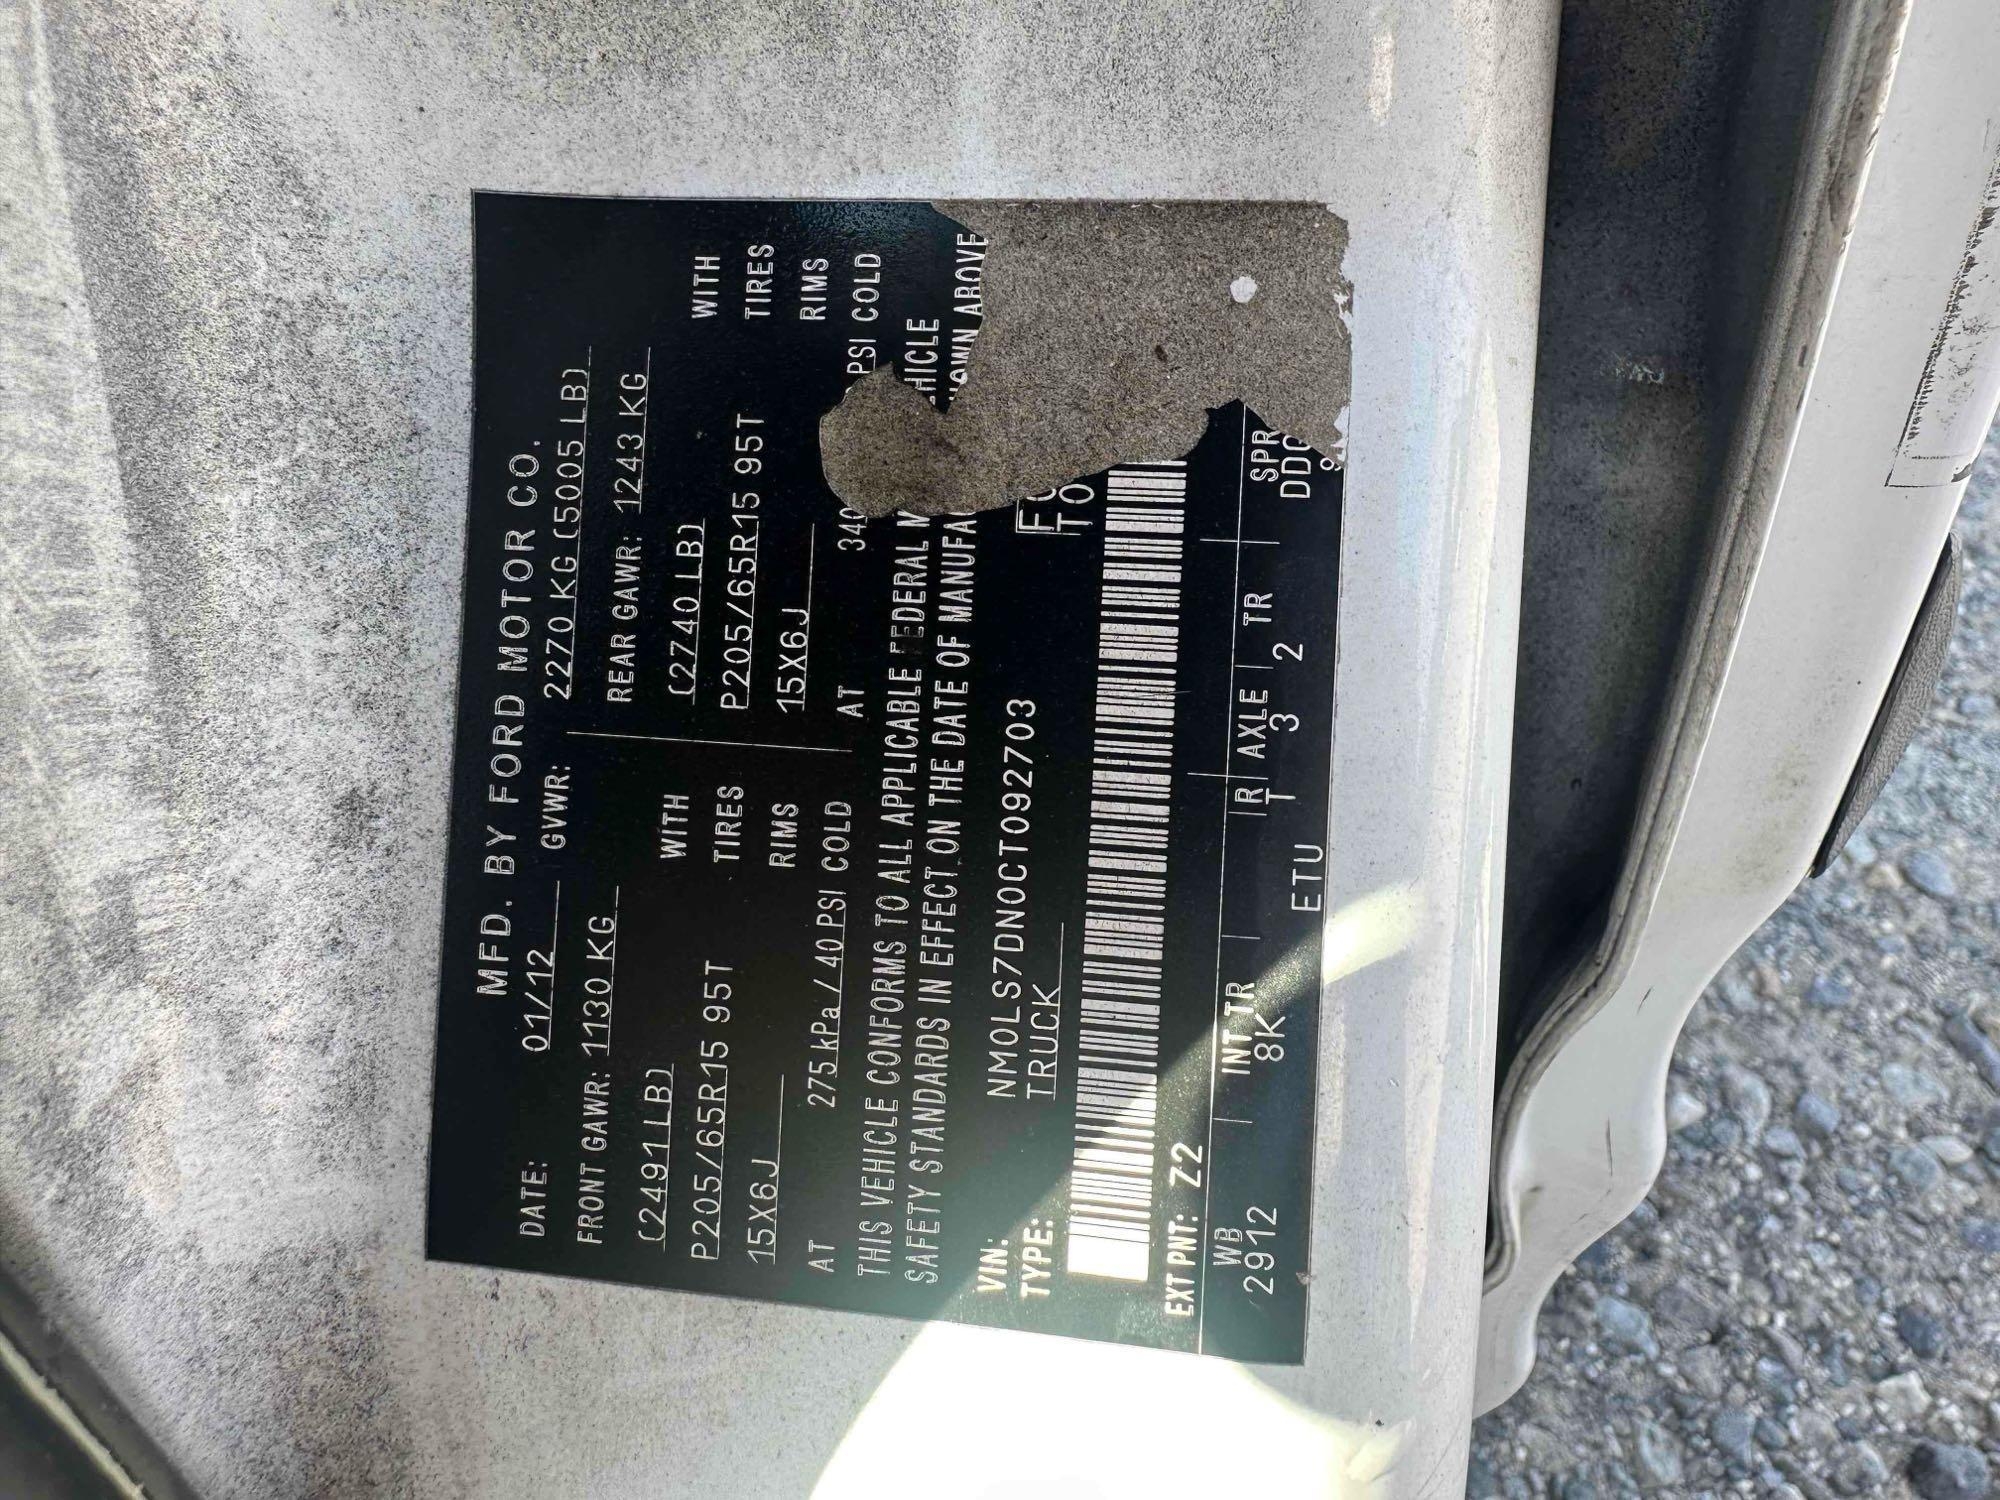 MFD. BY FORD MOTOR CO.
DATE: 01/12 GVWR: 2270 KG (5005 LB)
FRONT GAWR: 1130 KG REAR GAWR: 1243 KG
(2491 LB) WITH (2740 LB) WITH
P205/65R15 95T TIRES P205/65R15 95T TIRES
15X6J RIMS 15X6J RIMS
AT 275 kPa / 40 PSI COLD AT 340 PSI COLD
THIS VEHICLE CONFORMS TO ALL APPLICABLE FEDERAL
SAFETY STANDARDS IN EFFECT ON THE DATE OF ABOVE
VIN: NM0LS7DN0CT092703
TYPE: TRUCK
EXT PNT: Z2
WB INT TR R AXLE TR SPR
2912 8K T 3 2
ETU